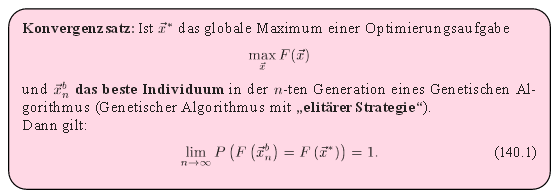 Konvergenzsatz: Ist $\vec{x}^*$ das globale Maximum einer Optimierungsaufgabe
$\max_{\vec{x}} F(\vec{x})$
und $\vec{x}_n^b$ das beste Individuum in der $n$-ten Generation eines Genetischen Al-
gorithmus (Genetischer Algorithmus mit „elitärer Strategie“).
Dann gilt:
$\lim_{n\to\infty} P\left(F\left(\vec{x}_n^b\right) = F\left(\vec{x}^*\right)\right) = 1.$ (140.1)